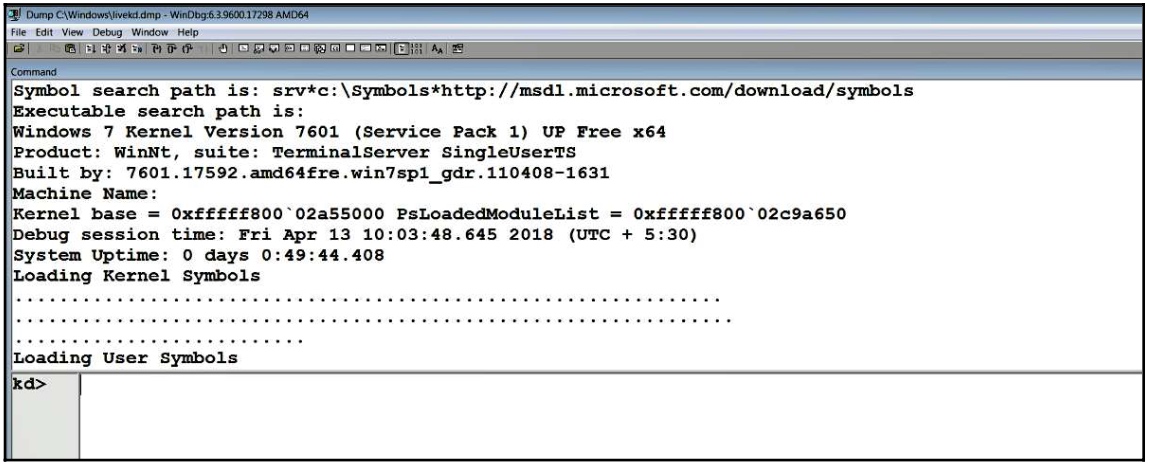 Dump C:\Windows\livekd.dmp - WinDbg:6.3.9600.17298 AMD64
File Edit View Debug Window Help
Command
Symbol search path is: srv*c:\Symbols*http://msdl.microsoft.com/download/symbols
Executable search path is:
Windows 7 Kernel Version 7601 (Service Pack 1) UP Free x64
Product: WinNt, suite: TerminalServer SingleUserTS
Built by: 7601.17592.amd64fre.win7sp1_gdr.110408-1631
Machine Name:
Kernel base = 0xfffff800`02a55000 PsLoadedModuleList = 0xfffff800`02c9a650
Debug session time: Fri Apr 13 10:03:48.645 2018 (UTC + 5:30)
System Uptime: 0 days 0:49:44.408
Loading Kernel Symbols
...............................................................
................................................................
..........................
Loading User Symbols
kd>